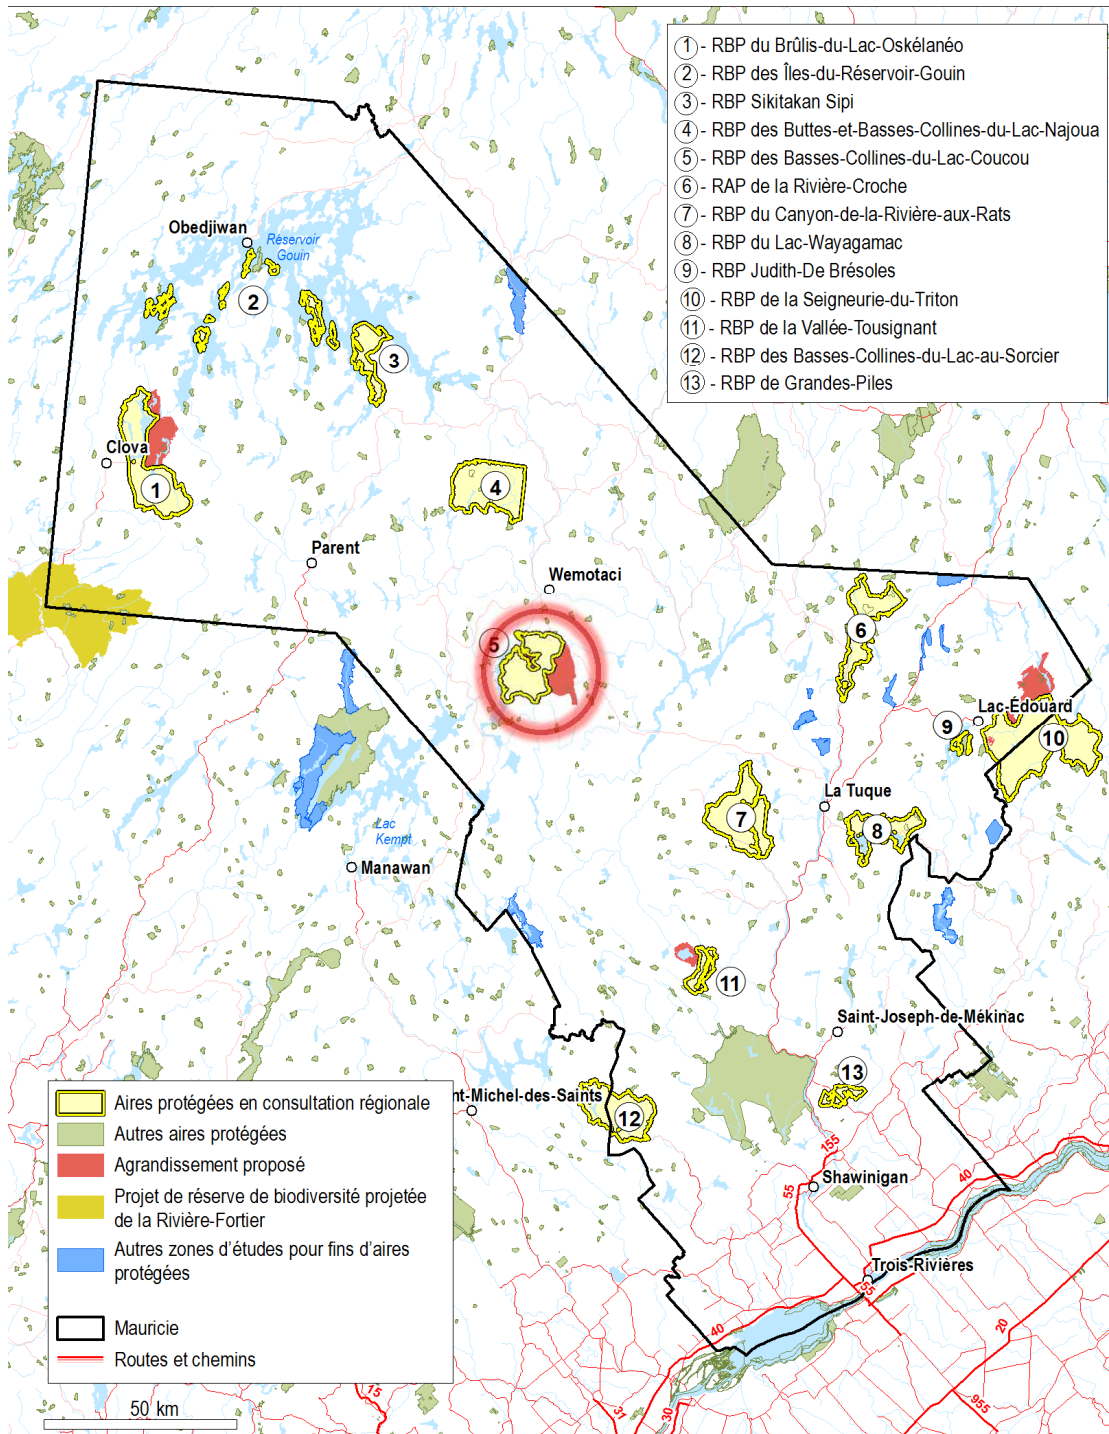 1 - RBP du Brûlis-du-Lac-Oskélanéo
2 - RBP des Îles-du-Réservoir-Gouin
3 - RBP Sikitakan Sipi
4 - RBP des Buttes-et-Basses-Collines-du-Lac-Najoua
5 - RBP des Basses-Collines-du-Lac-Coucou
6 - RAP de la Rivière-Croche
7 - RBP du Canyon-de-la-Rivière-aux-Rats
8 - RBP du Lac-Wayagamac
9 - RBP Judith-De Brésoles
10 - RBP de la Seigneurie-du-Triton
11 - RBP de la Vallée-Tousignant
12 - RBP des Basses-Collines-du-Lac-au-Sorcier
13 - RBP de Grandes-Piles
Obedjiwan
Réservoir
Gouin
2
3
Clova
1
4
Parent
Wemotaci
5
6
Lac-Édouard
9
10
La Tuque
7
8
Lac
Kempt
Manawan
11
Saint-Joseph-de-Mékinac
13
nt-Michel-des-Saints
12
155
55
Shawinigan
40
Trois-Rivières
55
40
20
15
31
30
955
Aires protégées en consultation régionale
Autres aires protégées
Agrandissement proposé
Projet de réserve de biodiversité projetée
de la Rivière-Fortier
Autres zones d'études pour fins d'aires
protégées
Mauricie
Routes et chemins
50 km